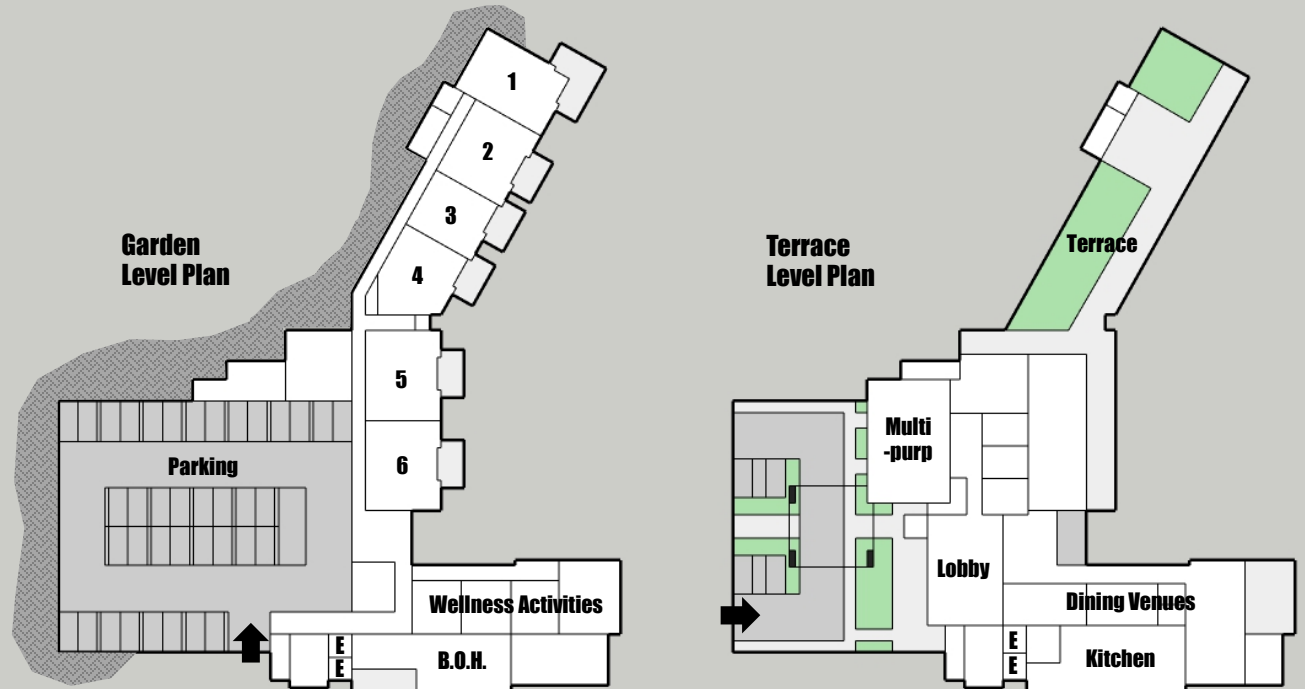 Garden
Level Plan
1
2
3
4
5
6
Parking
Wellness Activities
E
E
B.O.H.
Terrace
Level Plan
Terrace
Multi
-purp
Lobby
Dining Venues
E
E
Kitchen